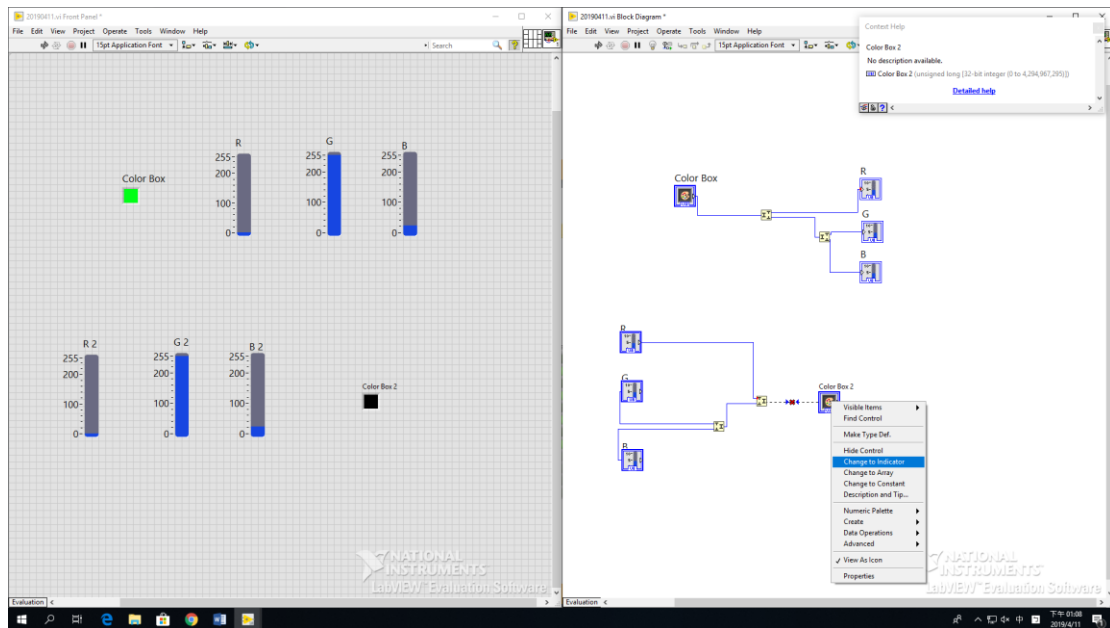 20190411.vi Front Panel *
File Edit View Project Operate Tools Window Help
15pt Application Font
Search
R
G
B
255
200
100
0
255
200
100
0
255
200
100
0
Color Box
R 2
G 2
B 2
255
200
100
0
255
200
100
0
255
200
100
0
Color Box 2
NATIONAL
INSTRUMENTS
LabVIEW™ Evaluation Software
Evaluation
20190411.vi Block Diagram *
File Edit View Project Operate Tools Window Help
15pt Application Font
Context Help
Color Box 2
No description available.
Color Box 2 (unsigned long [32-bit integer (0 to 4,294,967,295)])
Detailed help
Color Box
R
G
B
R
G
B
Color Box 2
Visible Items
Find Control
Make Type Def.
Hide Control
Change to Indicator
Change to Array
Change to Constant
Description and Tip...
Numeric Palette
Create
Data Operations
Advanced
View As Icon
Properties
NATIONAL
INSTRUMENTS
LabVIEW™ Evaluation Software
Evaluation
中
下午 01:08
2019/4/11